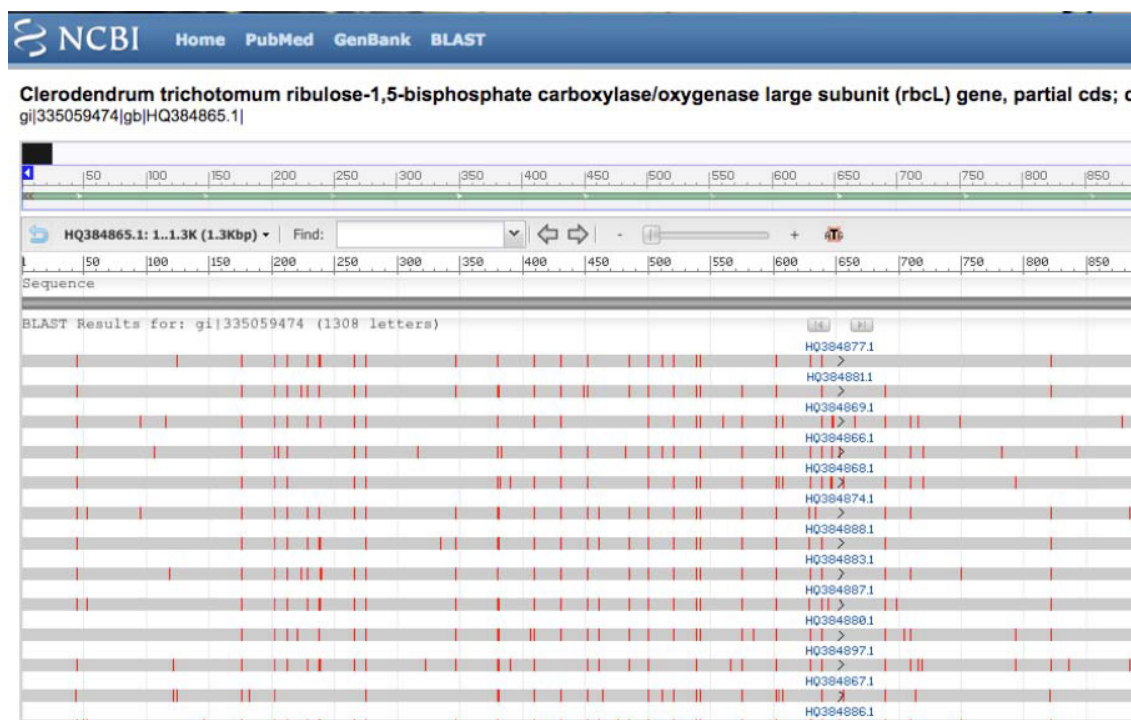 NCBI Home PubMed GenBank BLAST
Clerodendrum trichotomum ribulose-1,5-bisphosphate carboxylase/oxygenase large subunit (rbcL) gene, partial cds; c
gi|335059474|gb|HQ384865.1|
50 100 150 200 250 300 350 400 450 500 550 600 650 700 750 800 850
HQ384865.1: 1..1.3K (1.3Kbp) Find: - + ATG
1 50 100 150 200 250 300 350 400 450 500 550 600 650 700 750 800 850
Sequence
BLAST Results for: gi|335059474 (1308 letters)
HQ384877.1
HQ384881.1
HQ384869.1
HQ384866.1
HQ384868.1
HQ384874.1
HQ384888.1
HQ384883.1
HQ384887.1
HQ384880.1
HQ384897.1
HQ384867.1
HQ384886.1